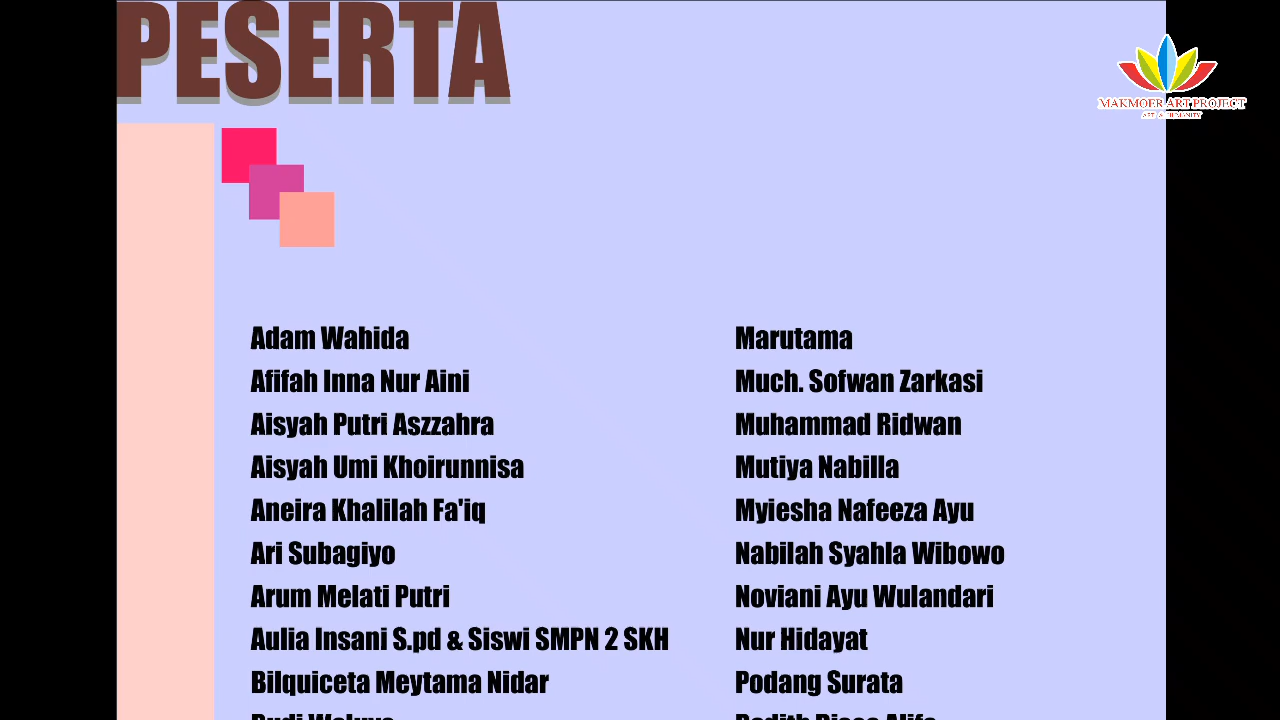 PESERTA
MAKMOER ART PROJECT
ART & HUMANITY
Adam Wahida
Afifah Inna Nur Aini
Aisyah Putri Aszzahra
Aisyah Umi Khoirunnisa
Aneira Khalilah Fa'iq
Ari Subagiyo
Arum Melati Putri
Aulia Insani S.pd & Siswi SMPN 2 SKH
Bilquiceta Meytama Nidar
Marutama
Much. Sofwan Zarkasi
Muhammad Ridwan
Mutiya Nabilla
Myiesha Nafeeza Ayu
Nabilah Syahla Wibowo
Noviani Ayu Wulandari
Nur Hidayat
Podang Surata